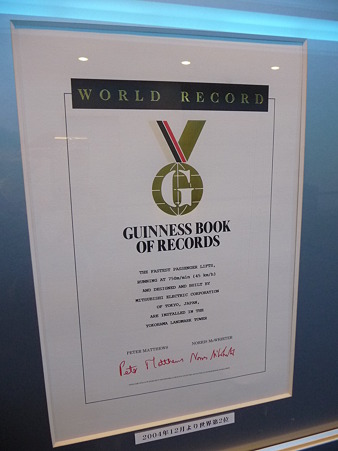 WORLD RECORD
G
GUINNESS BOOK
OF RECORDS
THE FASTEST PASSENGER LIFTS,
RUNNING AT 750m/min (45 km/h)
AND DESIGNED AND BUILT BY
MITSUBISHI ELECTRIC CORPORATION
OF TOKYO, JAPAN,
ARE INSTALLED IN THE
YOKOHAMA LANDMARK TOWER
PETER MATTHEWS
NORRIS McWHIRTER
Peter Matthews
2004年12月より世界第2位